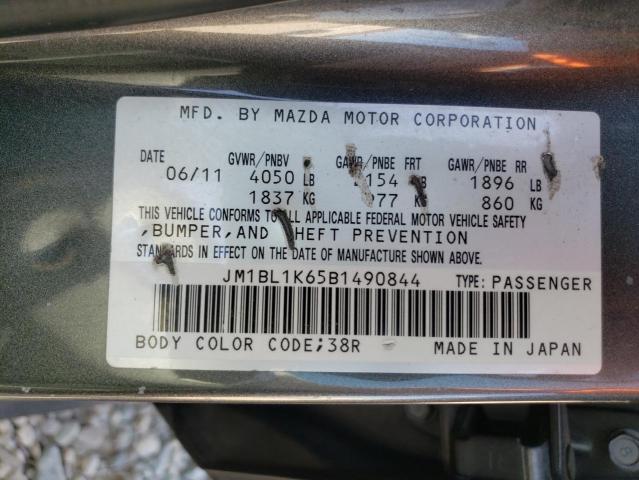 MFD. BY MAZDA MOTOR CORPORATION
DATE GVWR/PNBV GAWR/PNBE FRT GAWR/PNBE RR
06/11 4050 LB 154 1896 LB
1837 KG 77 KG 860 KG
THIS VEHICLE CONFORMS TO ALL APPLICABLE FEDERAL MOTOR VEHICLE SAFETY
,BUMPER,AND THEFT PREVENTION
STANDARDS IN EFFECT ON THE DATE OF MANUFACTURE SHOWN ABOVE.
JM1BL1K65B1490844 TYPE: PASSENGER
BODY COLOR CODE;38R MADE IN JAPAN